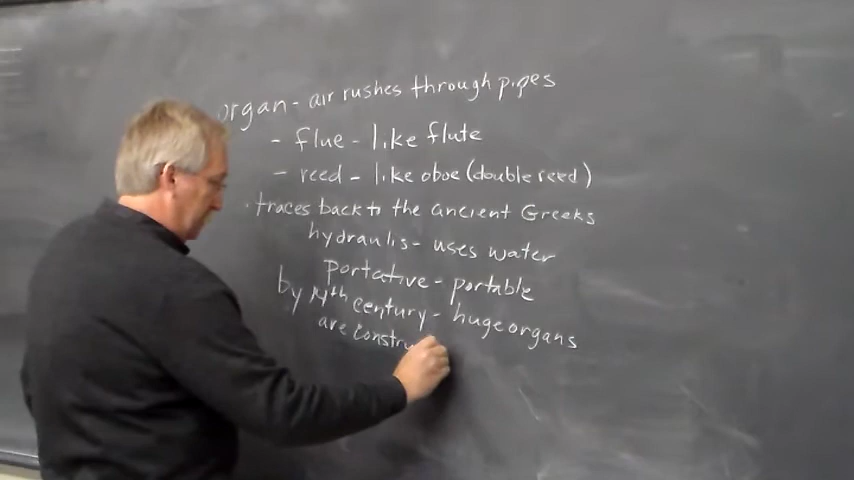 organ - air rushes through pipes
- flue - like flute
- reed - like oboe (double reed)
· traces back to the ancient Greeks
hydraulis - uses water
portative - portable
by 14th century - huge organs
are constru